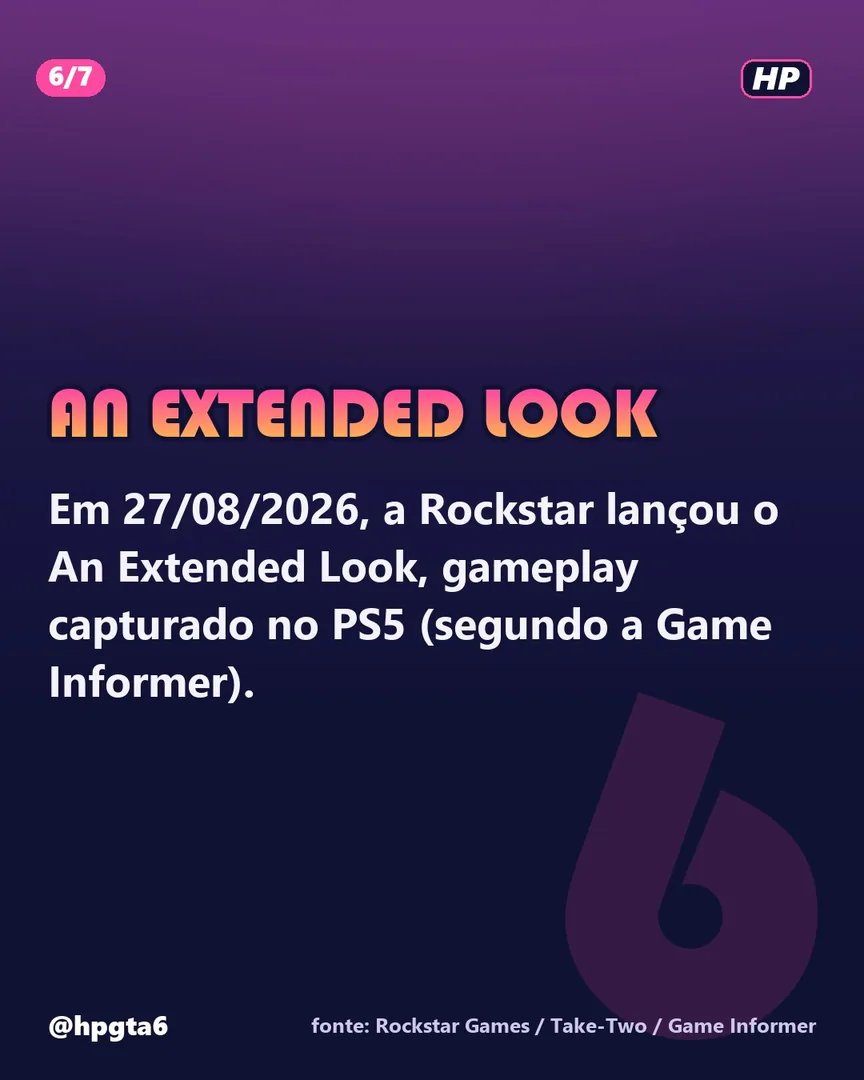 6/7
HP
AN EXTENDED LOOK
Em 27/08/2026, a Rockstar lançou o
An Extended Look, gameplay
capturado no PS5 (segundo a Game
Informer).
6
@hpgta6
fonte: Rockstar Games / Take-Two / Game Informer